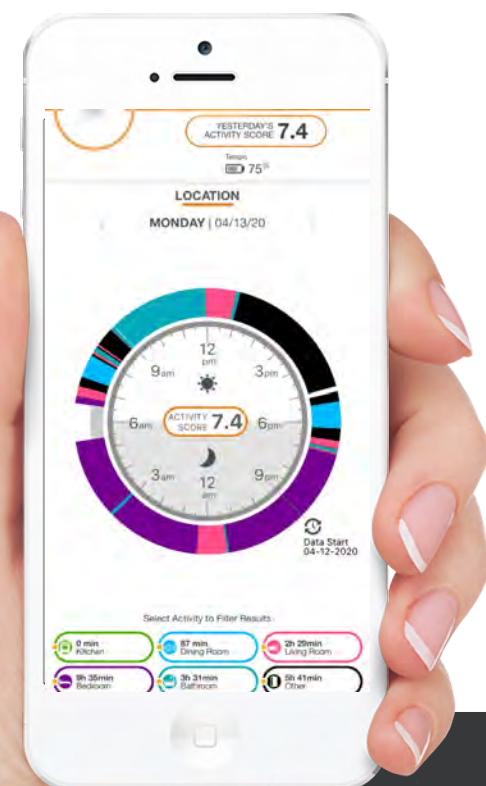 YESTERDAY'S
ACTIVITY SCORE 7.4
Tempo
75%
LOCATION
MONDAY | 04/13/20
12
pm
9am
3pm
ACTIVITY
SCORE 7.4
6am
6pm
3am
9pm
12
am
Data Start
04-12-2020
Select Activity to Filter Results
0 min
Kitchen
87 min
Dining Room
2h 29min
Living Room
9h 35min
Bedroom
3h 31min
Bathroom
5h 41min
Other